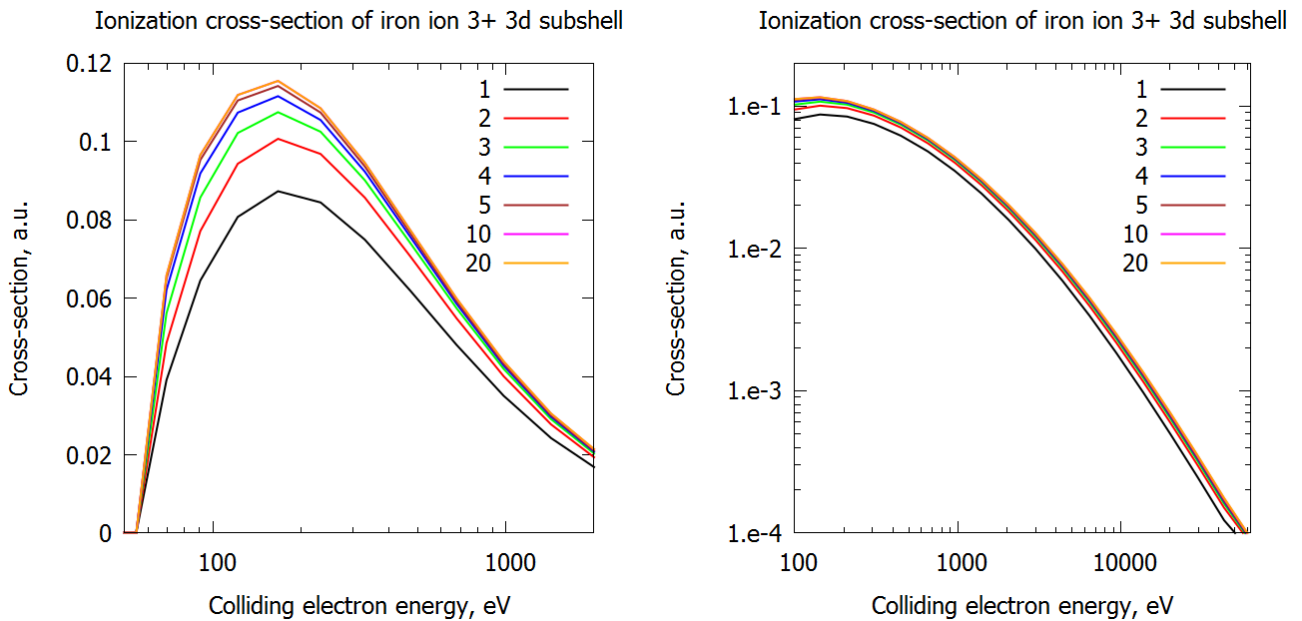 Ionization cross-section of iron ion 3+ 3d subshell
0.12
0.1
0.08
0.06
0.04
0.02
0
Cross-section, a.u.
1
2
3
4
5
10
20
100
1000
Colliding electron energy, eV
Ionization cross-section of iron ion 3+ 3d subshell
1.e-1
1.e-2
1.e-3
1.e-4
Cross-section, a.u.
1
2
3
4
5
10
20
100
1000
10000
Colliding electron energy, eV